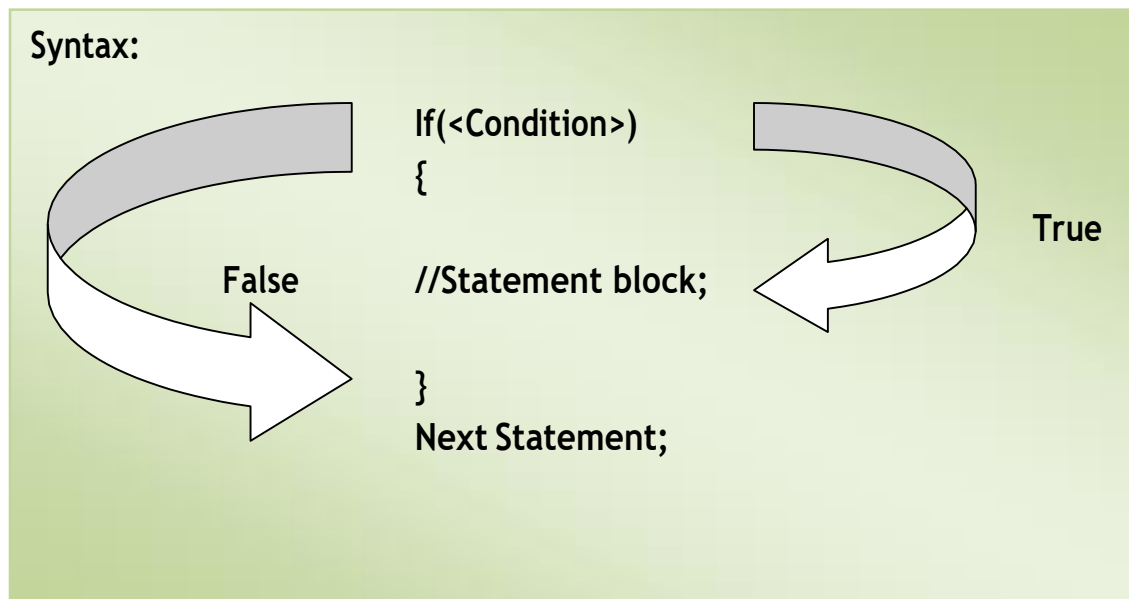 Syntax:
If(<Condition>)
{
True
False
//Statement block;
}
Next Statement;